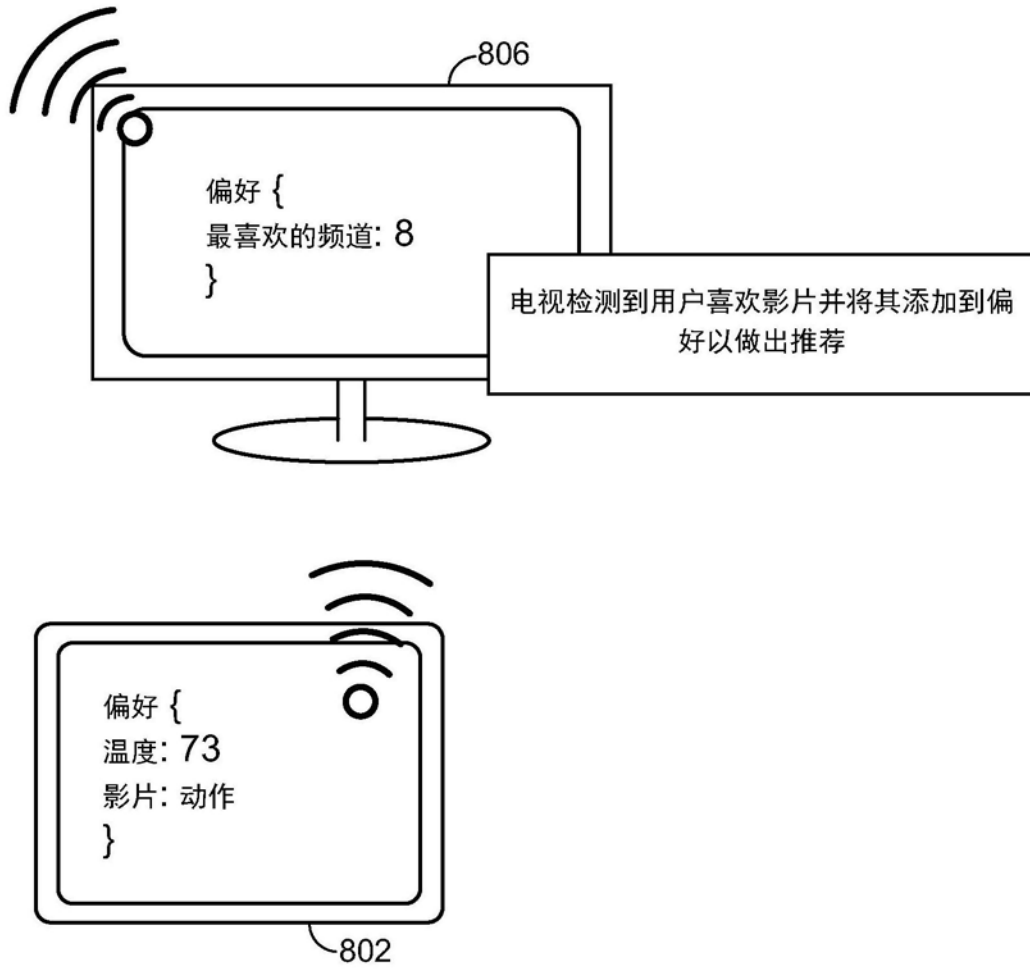 806
偏好 {
最喜欢的频道: 8
}
电视检测到用户喜欢影片并将其添加到偏
好以做出推荐
偏好 {
温度: 73
影片: 动作
}
802